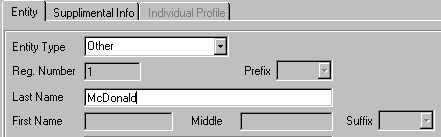 Entity Supplimental Info Individual Profile
Entity Type Other
Reg. Number 1 Prefix
Last Name McDonald
First Name Middle Suffix